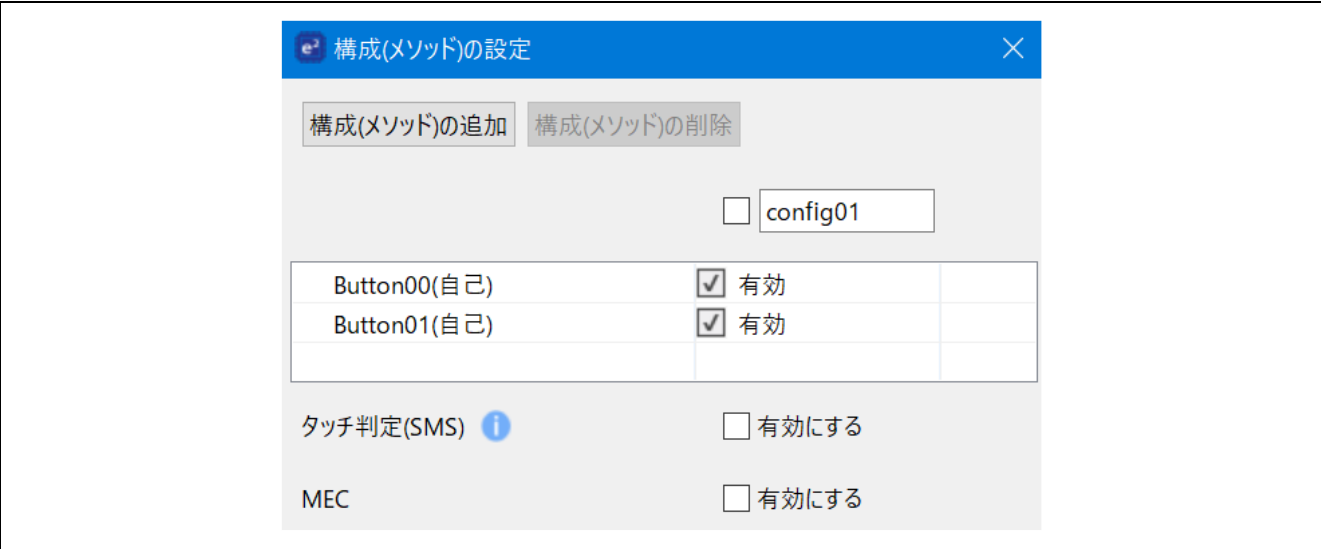 e² 構成(メソッド)の設定
構成(メソッド)の追加 構成(メソッド)の削除
config01
Button00(自己) 有効
Button01(自己) 有効
タッチ判定(SMS) i 有効にする
MEC 有効にする